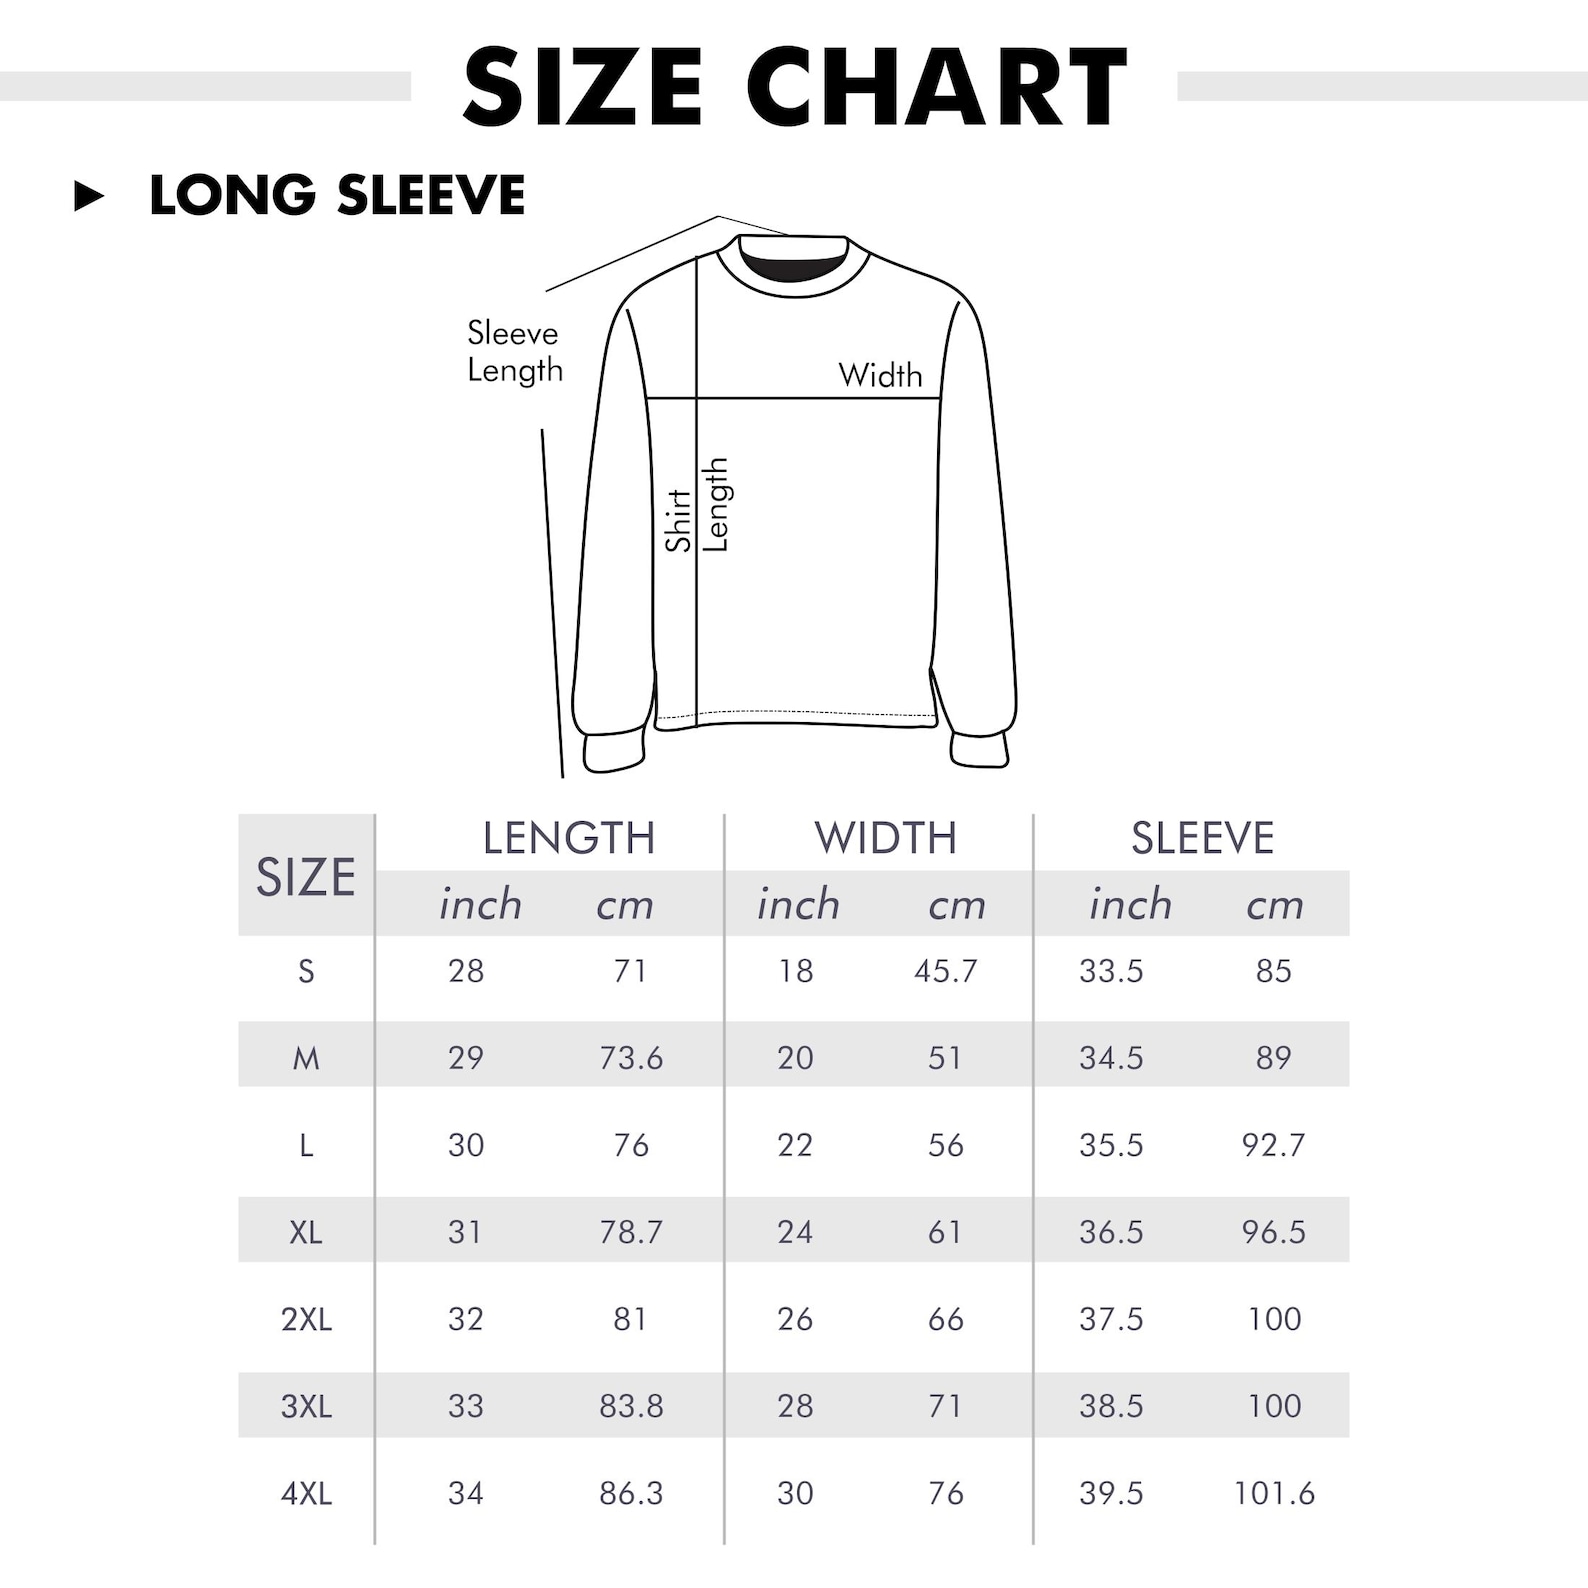 SIZE CHART
LONG SLEEVE
Sleeve
Length
Width
Shirt
Length
SIZE LENGTH WIDTH SLEEVE
inch cm inch cm inch cm
S 28 71 18 45.7 33.5 85
M 29 73.6 20 51 34.5 89
L 30 76 22 56 35.5 92.7
XL 31 78.7 24 61 36.5 96.5
2XL 32 81 26 66 37.5 100
3XL 33 83.8 28 71 38.5 100
4XL 34 86.3 30 76 39.5 101.6